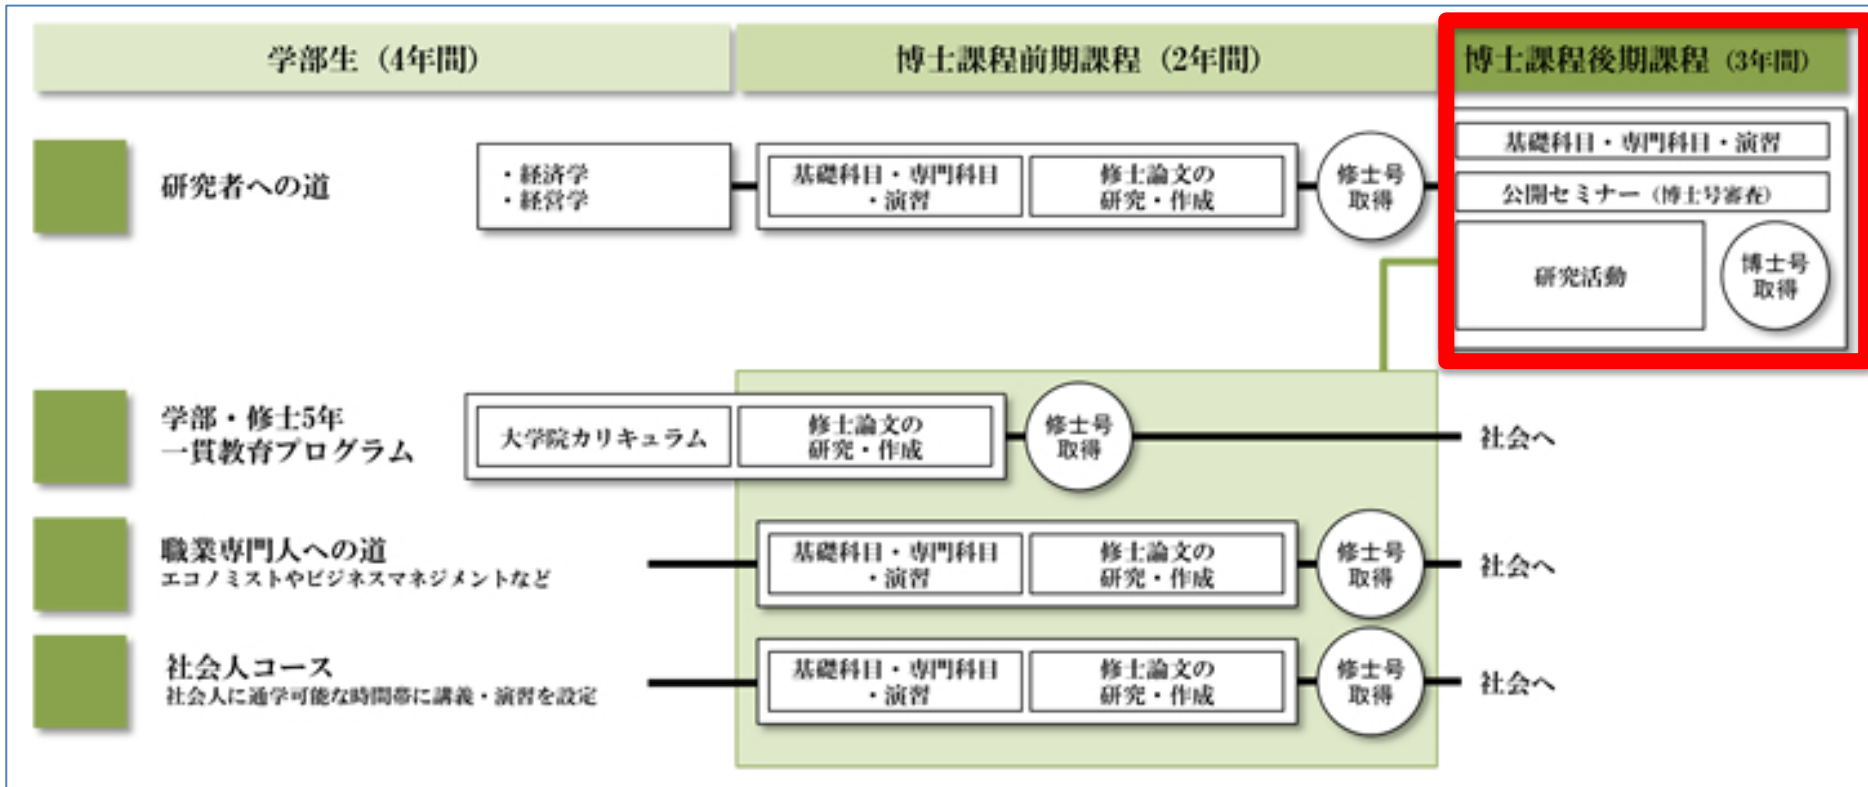 学部生（4年間）
博士課程前期課程（2年間）
博士課程後期課程（3年間）
研究者への道
・経済学
・経営学
基礎科目・専門科目
・演習
修士論文の
研究・作成
修士号
取得
基礎科目・専門科目・演習
公開セミナー（博士号審査）
研究活動
博士号
取得
学部・修士5年
一貫教育プログラム
大学院カリキュラム
修士論文の
研究・作成
修士号
取得
社会へ
職業専門人への道
エコノミストやビジネスマネジメントなど
基礎科目・専門科目
・演習
修士論文の
研究・作成
修士号
取得
社会へ
社会人コース
社会人に通学可能な時間帯に講義・演習を設定
基礎科目・専門科目
・演習
修士論文の
研究・作成
修士号
取得
社会へ